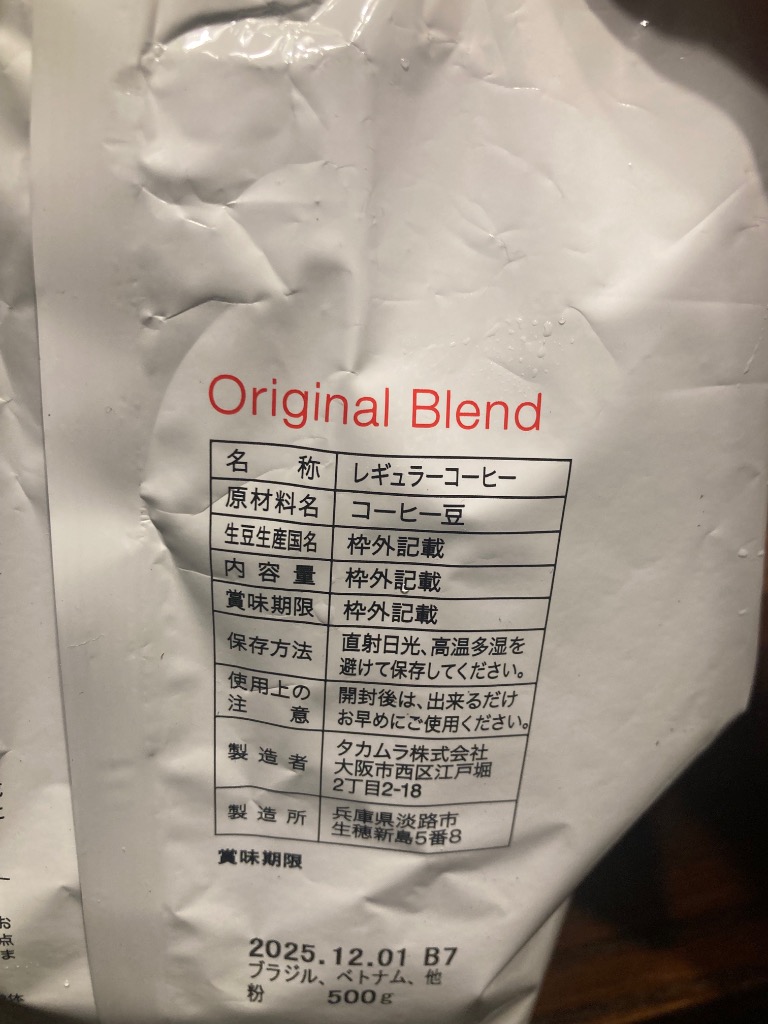 Original Blend
名 称 レギュラーコーヒー
原材料名 コーヒー豆
生豆生産国名 枠外記載
内容量 枠外記載
賞味期限 枠外記載
保存方法 直射日光、高温多湿を
避けて保存してください。
使用上の
注 意
開封後は、出来るだけ
お早めにご使用ください。
製造者
タカムラ株式会社
大阪市西区江戸堀
2丁目2-18
製造所
兵庫県淡路市
生穂新島5番8
賞味期限
2025.12.01 B7
ブラジル、ベトナム、他
粉 500g
お
点
ま
体